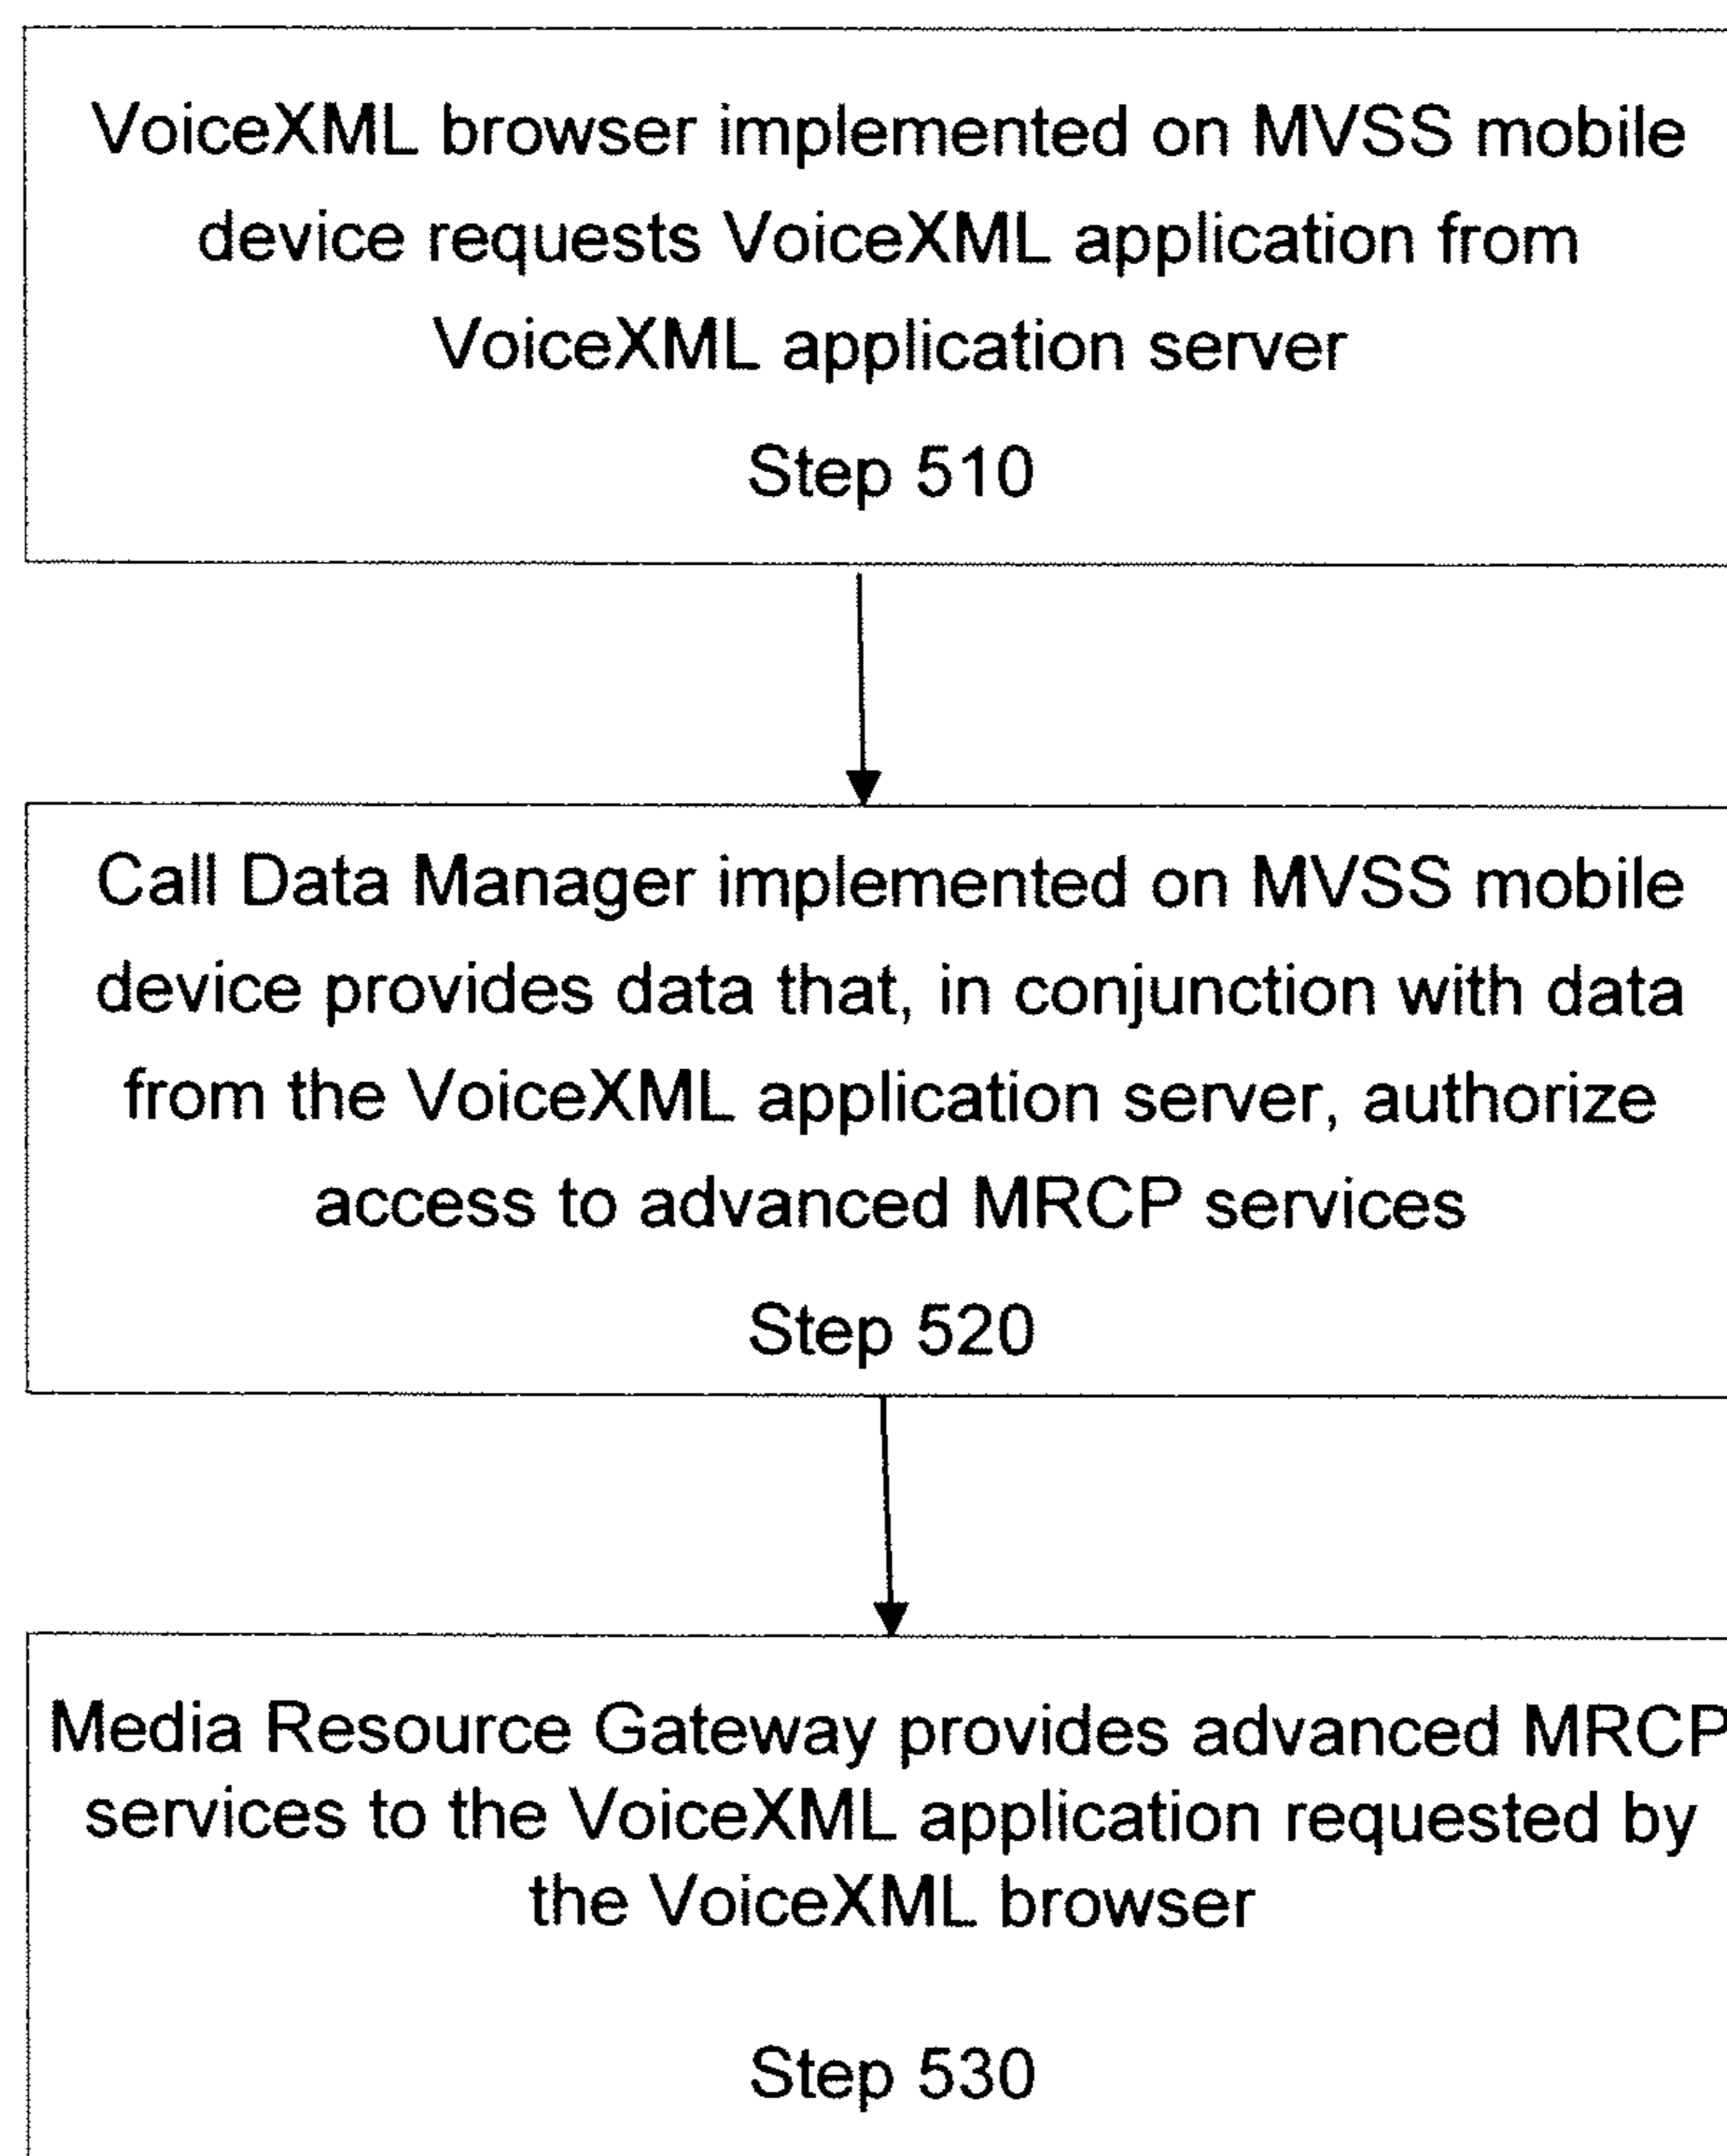 VoiceXML browser implemented on MVSS mobile
device requests VoiceXML application from
VoiceXML application server
Step 510
Call Data Manager implemented on MVSS mobile
device provides data that, in conjunction with data
from the VoiceXML application server, authorize
access to advanced MRCP services
Step 520
Media Resource Gateway provides advanced MRCP
services to the VoiceXML application requested by
the VoiceXML browser
Step 530